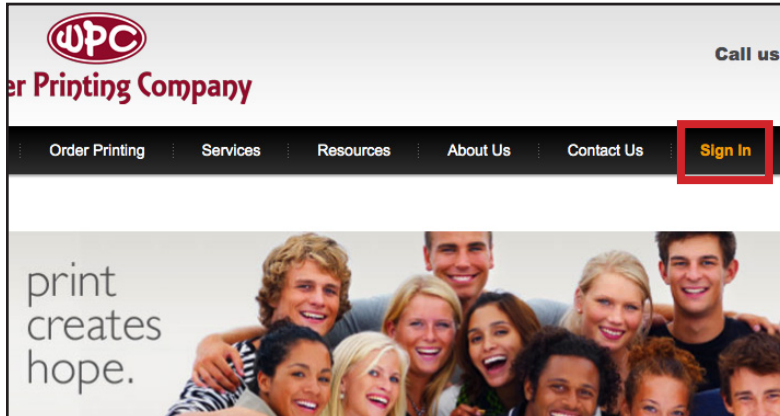 WPC
er Printing Company
Call us
Order Printing
Services
Resources
About Us
Contact Us
Sign In
print
creates
hope.